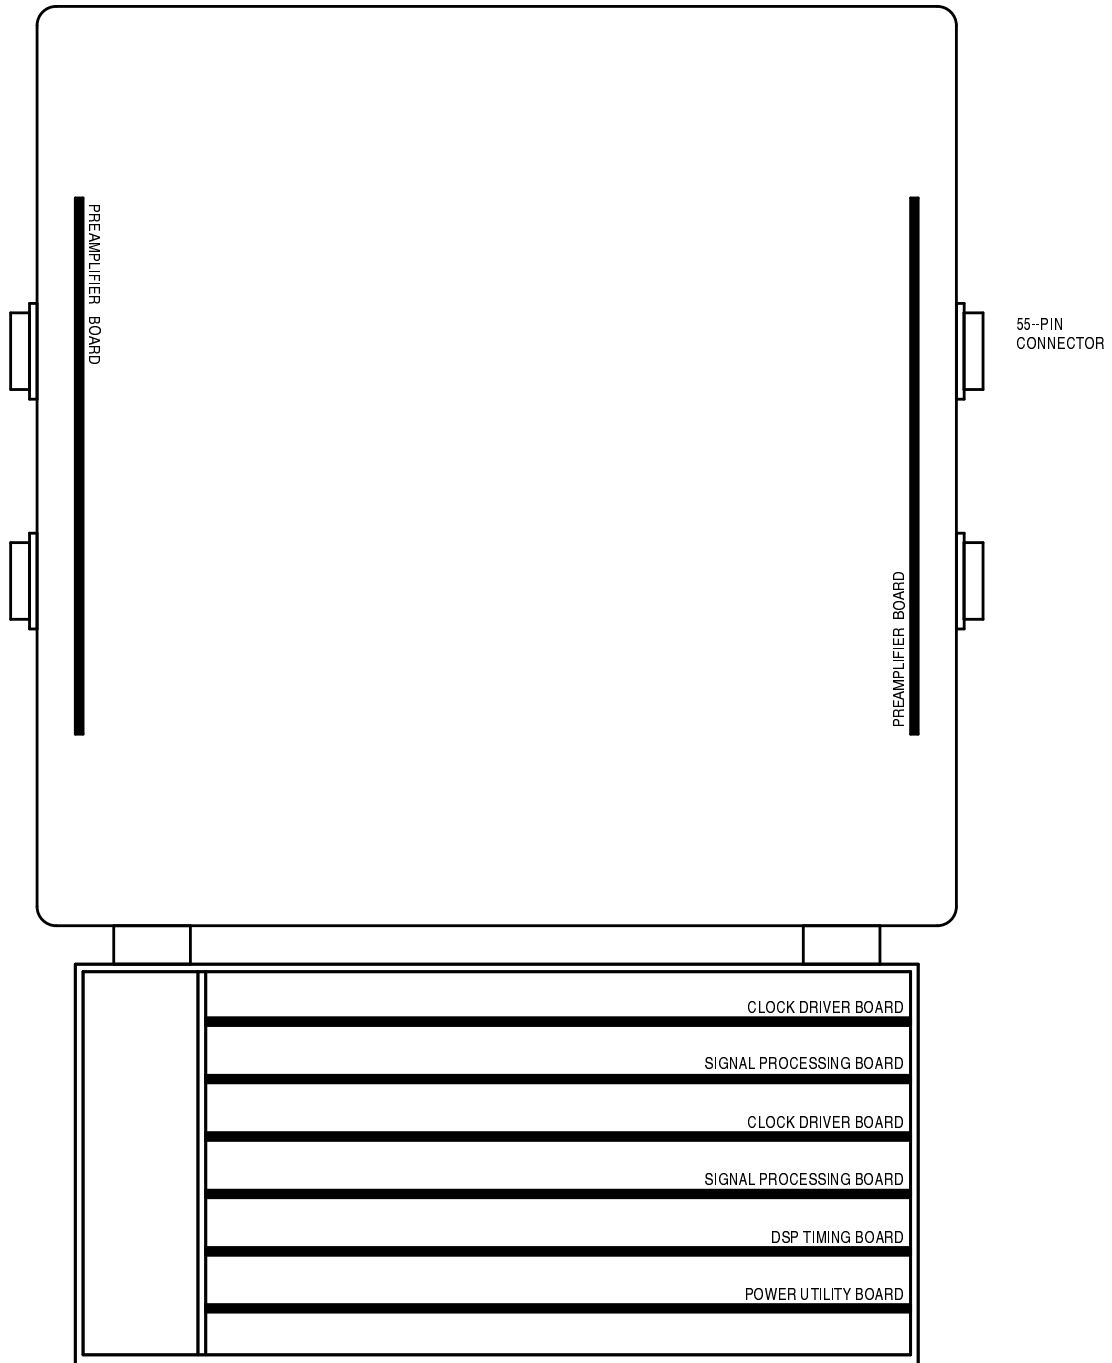 PREAMPLIFIER BOARD
55--PIN
CONNECTOR
PREAMPLIFIER BOARD
CLOCK DRIVER BOARD
SIGNAL PROCESSING BOARD
CLOCK DRIVER BOARD
SIGNAL PROCESSING BOARD
DSP TIMING BOARD
POWER UTILITY BOARD